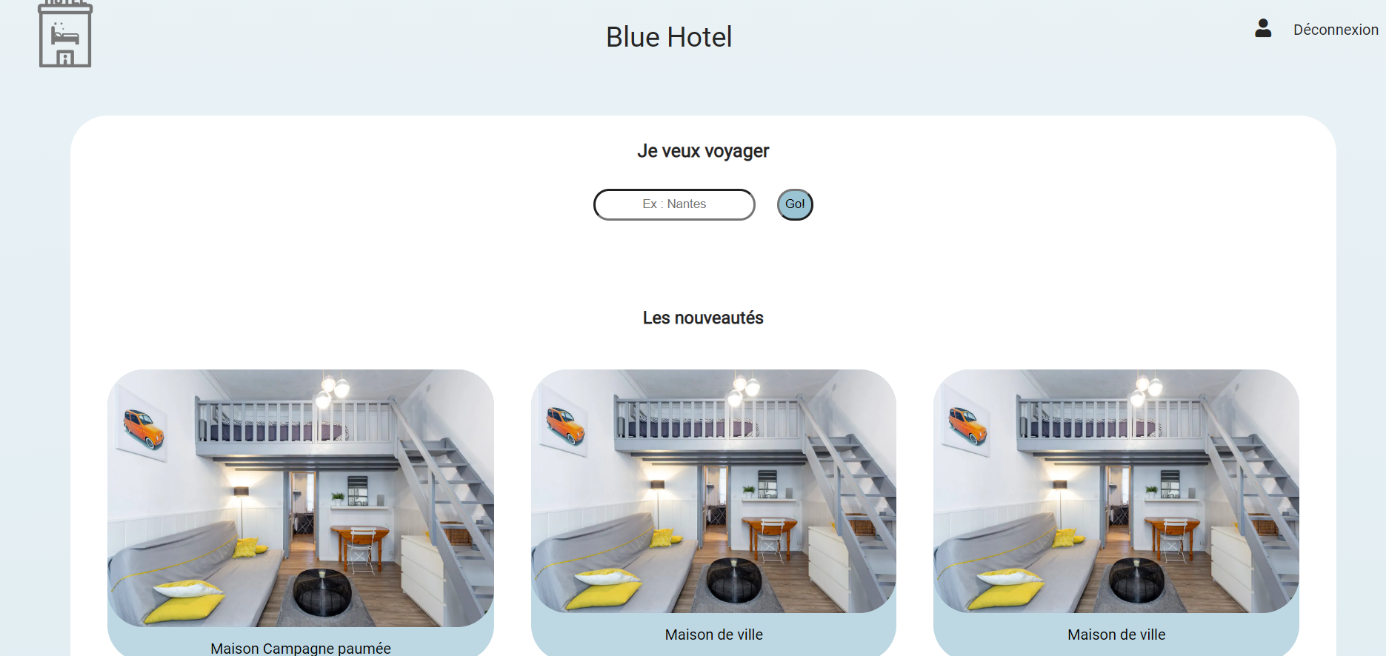 HOTEL
Blue Hotel
Déconnexion
Je veux voyager
Ex : Nantes
Go!
Les nouveautés
Maison Campagne paumée
Maison de ville
Maison de ville